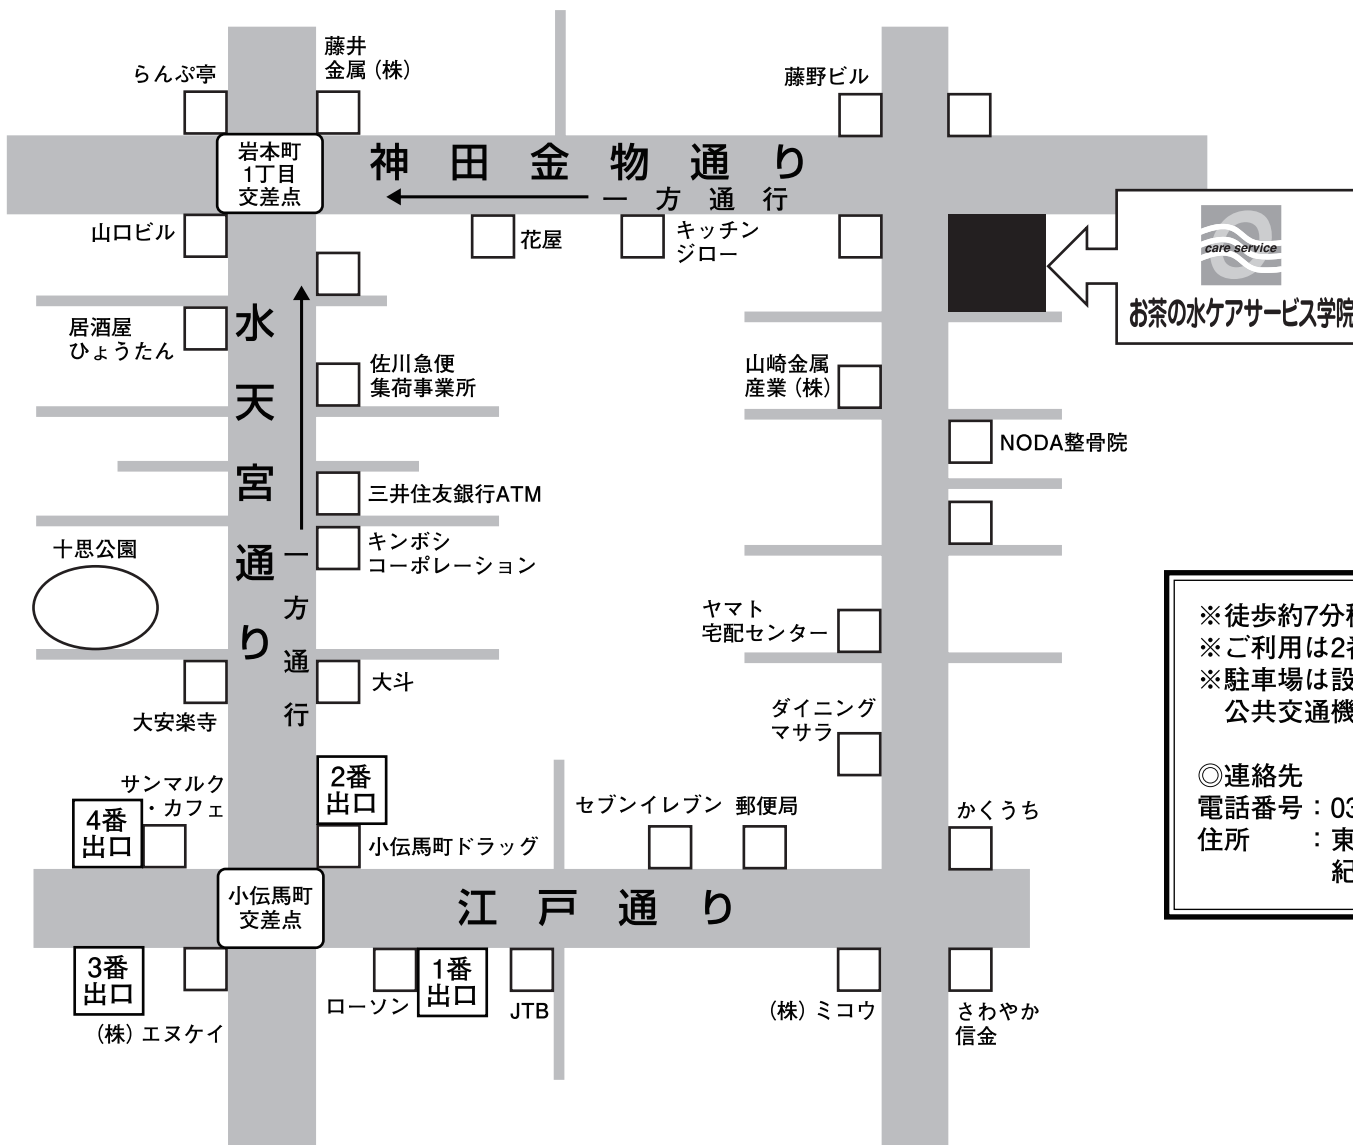 らんぷ亭
藤井
金属（株）
藤野ビル
岩本町
1丁目
交差点
神田金物通り
一方通行
山口ビル
花屋
キッチン
ジロー
care service
お茶の水ケアサービス学院
居酒屋
ひょうたん
水天宮通り
一方通行
佐川急便
集荷事業所
山崎金属
産業（株）
NODA整骨院
三井住友銀行ATM
キンボシ
コーポレーション
十思公園
ヤマト
宅配センター
大安楽寺
大斗
ダイニング
マサラ
サンマルク
・カフェ
4番
出口
2番
出口
小伝馬町ドラッグ
セブンイレブン
郵便局
かくうち
小伝馬町
交差点
江戸通り
3番
出口
（株）エヌケイ
ローソン
1番
出口
JTB
（株）ミコウ
さわやか
信金
※徒歩約7分
※ご利用は2
※駐車場は設
公共交通機
◎連絡先
電話番号：03
住所　：東
紀